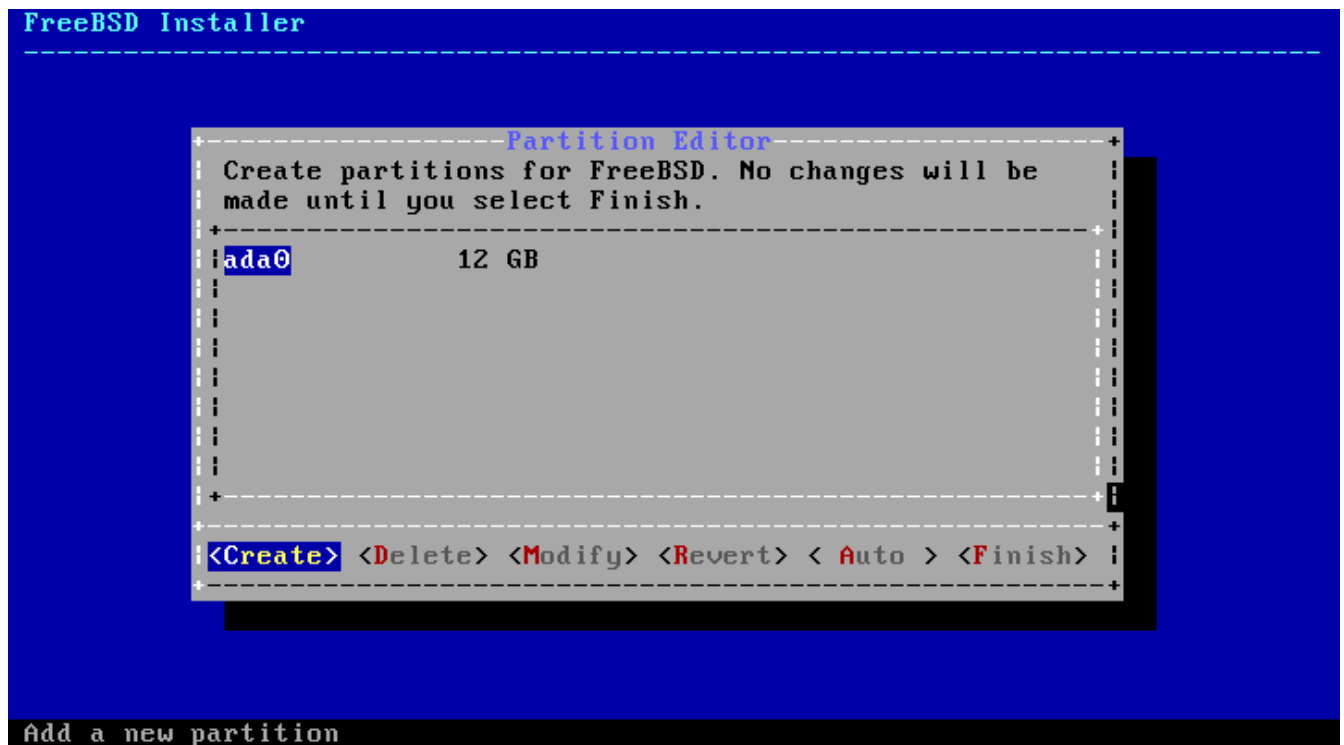 FreeBSD Installer
Partition Editor
Create partitions for FreeBSD. No changes will be
made until you select Finish.
ada0 12 GB
<Create> <Delete> <Modify> <Revert> < Auto > <Finish>
Add a new partition